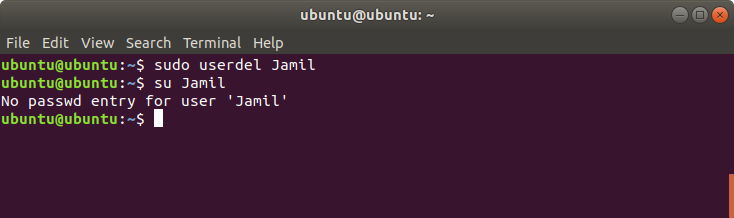 ubuntu@ubuntu: ~
File Edit View Search Terminal Help
ubuntu@ubuntu:~$ sudo userdel Jamil
ubuntu@ubuntu:~$ su Jamil
No passwd entry for user 'Jamil'
ubuntu@ubuntu:~$